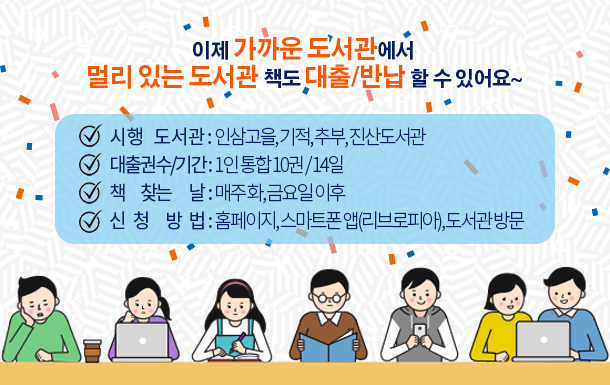 이제 가까운 도서관에서
멀리 있는 도서관 책도 대출/반납 할 수 있어요~
시행 도서관 : 인삼고을, 기적, 추부, 진산도서관
대출권수/기간 : 1인 통합 10권 / 14일
책 찾는 날 : 매주 화, 금요일 이후
신청 방법 : 홈페이지, 스마트폰 앱(리브로피아), 도서관 방문